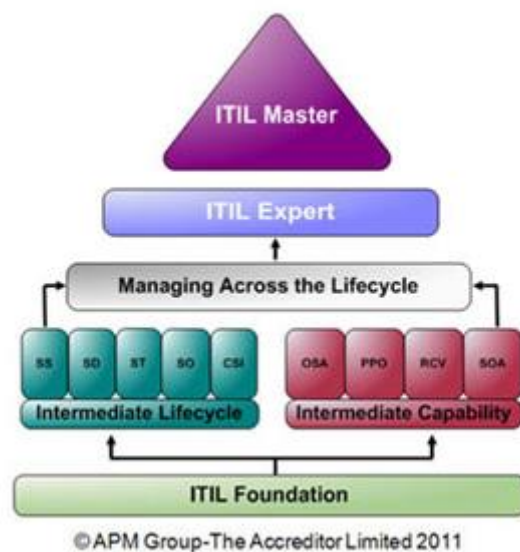 ITIL Master
ITIL Expert
Managing Across the Lifecycle
SS SD ST SO CSI OSA PPO RCV SOA
Intermediate Lifecycle Intermediate Capability
ITIL Foundation
© APM Group-The Accreditor Limited 2011